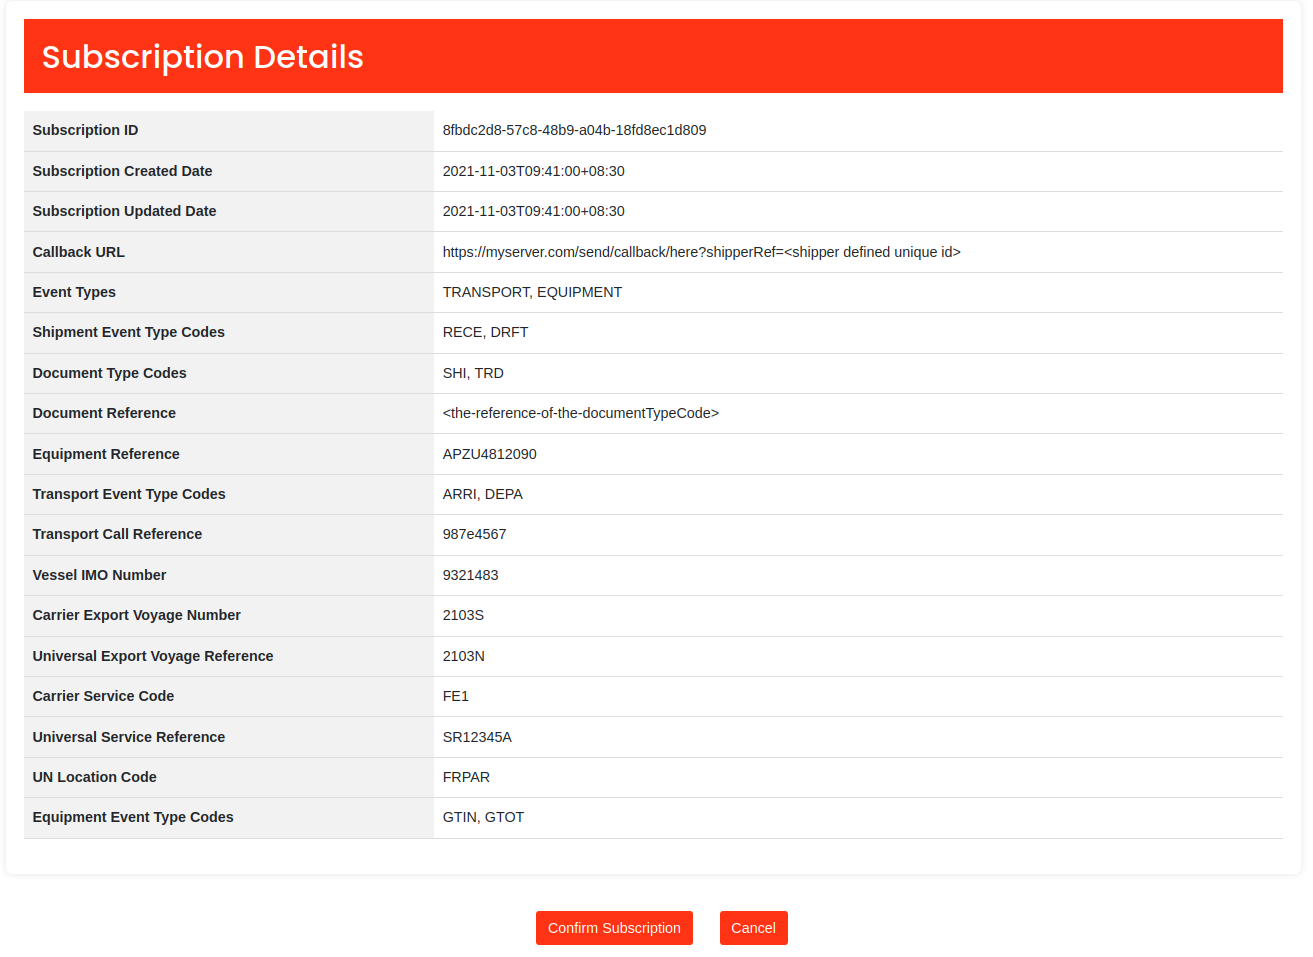 Subscription Details
Subscription ID 8fbdc2d8-57c8-48b9-a04b-18fd8ec1d809
Subscription Created Date 2021-11-03T09:41:00+08:30
Subscription Updated Date 2021-11-03T09:41:00+08:30
Callback URL https://myserver.com/send/callback/here?shipperRef=<shipper defined unique id>
Event Types TRANSPORT, EQUIPMENT
Shipment Event Type Codes RECE, DRFT
Document Type Codes SHI, TRD
Document Reference <the-reference-of-the-documentTypeCode>
Equipment Reference APZU4812090
Transport Event Type Codes ARRI, DEPA
Transport Call Reference 987e4567
Vessel IMO Number 9321483
Carrier Export Voyage Number 2103S
Universal Export Voyage Reference 2103N
Carrier Service Code FE1
Universal Service Reference SR12345A
UN Location Code FRPAR
Equipment Event Type Codes GTIN, GTOT
Confirm Subscription Cancel